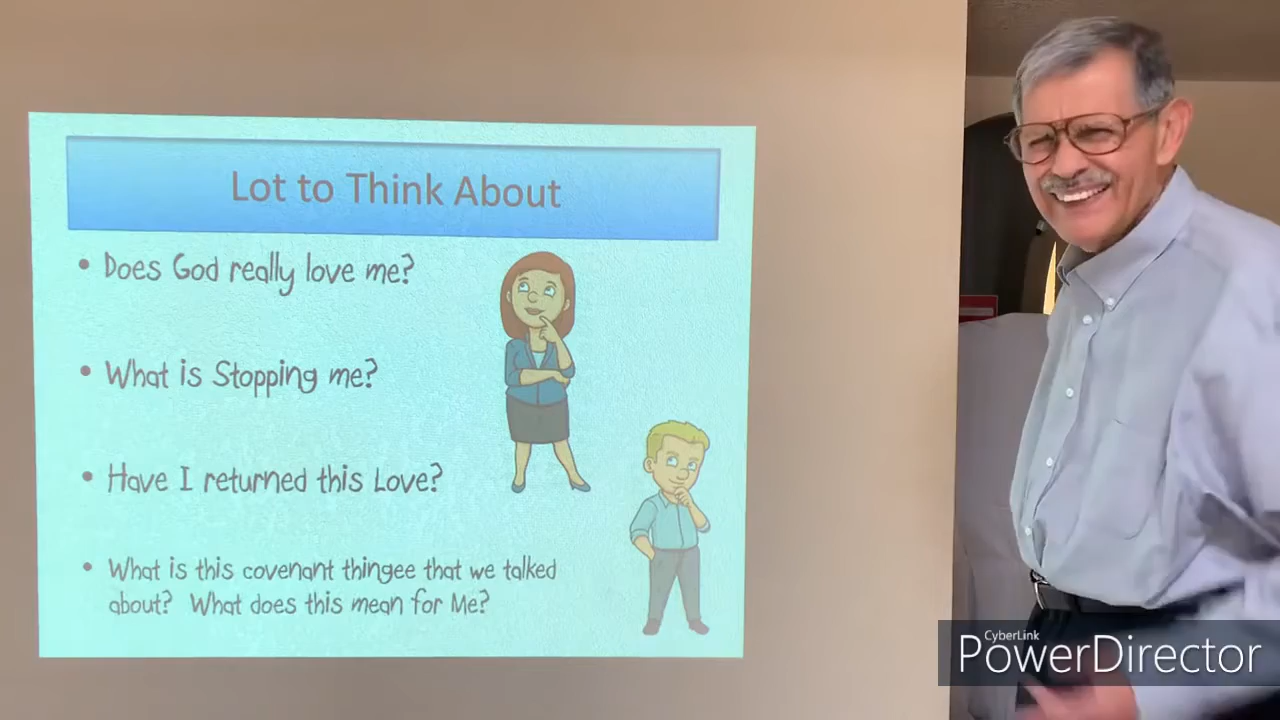 Lot to Think About
• Does God really love me?
• What is Stopping me?
• Have I returned this Love?
• What is this covenant thingee that we talked
about? What does this mean for Me?
CyberLink
PowerDirector